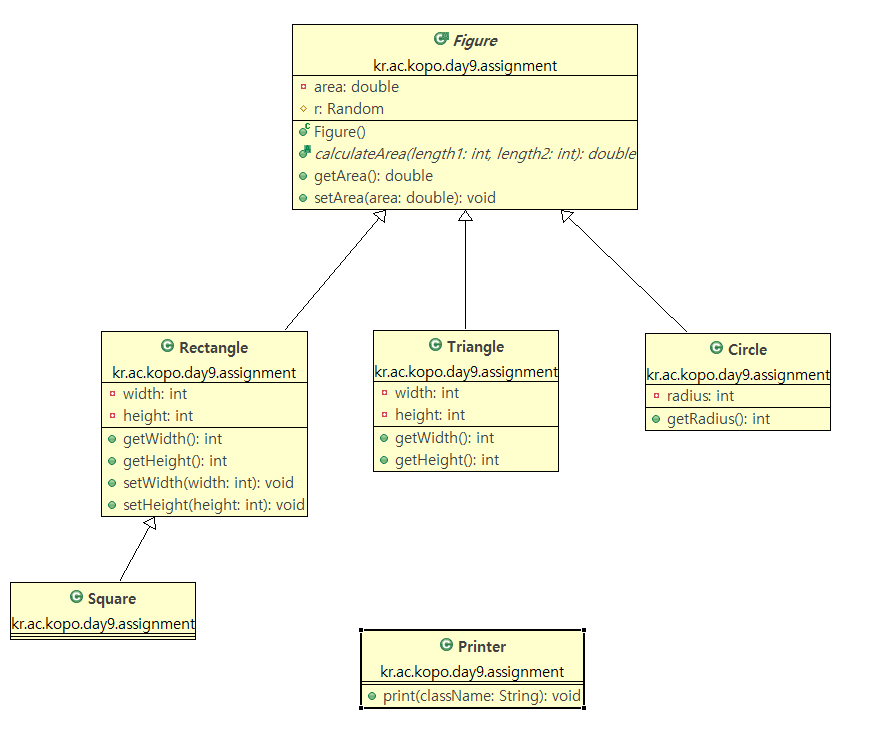 Figure
kr.ac.kopo.day9.assignment
area: double
r: Random
Figure()
calculateArea(length1: int, length2: int): double
getArea(): double
setArea(area: double): void
Rectangle
kr.ac.kopo.day9.assignment
width: int
height: int
getWidth(): int
getHeight(): int
setWidth(width: int): void
setHeight(height: int): void
Triangle
kr.ac.kopo.day9.assignment
width: int
height: int
getWidth(): int
getHeight(): int
Circle
kr.ac.kopo.day9.assignment
radius: int
getRadius(): int
Square
kr.ac.kopo.day9.assignment
Printer
kr.ac.kopo.day9.assignment
print(className: String): void